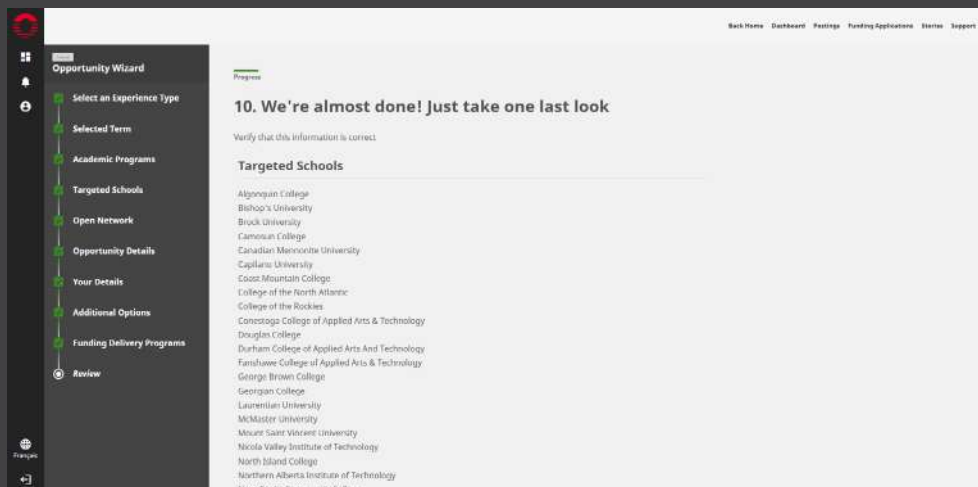 Back Home Dashboard Postings Funding Applications Stories Support
Opportunity Wizard
Select an Experience Type
Selected Term
Academic Programs
Targeted Schools
Open Network
Opportunity Details
Your Details
Additional Options
Funding Delivery Programs
Review
Français
Progress
10. We're almost done! Just take one last look
Verify that this information is correct
Targeted Schools
Algonquin College
Bishop's University
Brock University
Camosun College
Canadian Mennonite University
Capilano University
Coast Mountain College
College of the North Atlantic
College of the Rockies
Conestoga College of Applied Arts & Technology
Douglas College
Durham College of Applied Arts And Technology
Fanshawe College of Applied Arts & Technology
George Brown College
Georgian College
Laurentian University
McMaster University
Mount Saint Vincent University
Nicola Valley Institute of Technology
North Island College
Northern Alberta Institute of Technology